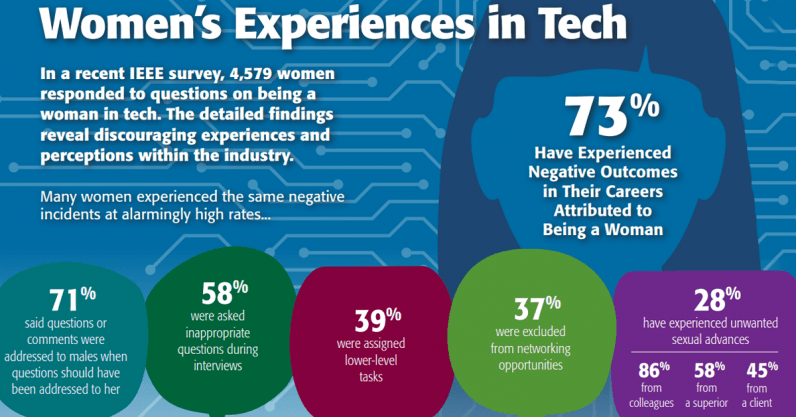 Women's Experiences in Tech
In a recent IEEE survey, 4,579 women
responded to questions on being a
woman in tech. The detailed findings
reveal discouraging experiences and
perceptions within the industry.
Many women experienced the same negative
incidents at alarmingly high rates...
73%
Have Experienced
Negative Outcomes
in Their Careers
Attributed to
Being a Woman
71%
said questions or
comments were
addressed to males when
questions should have
been addressed to her
58%
were asked
inappropriate
questions during
interviews
39%
were assigned
lower-level
tasks
37%
were excluded
from networking
opportunities
28%
have experienced unwanted
sexual advances
86%
from
colleagues
58%
from
a superior
45%
from
a client